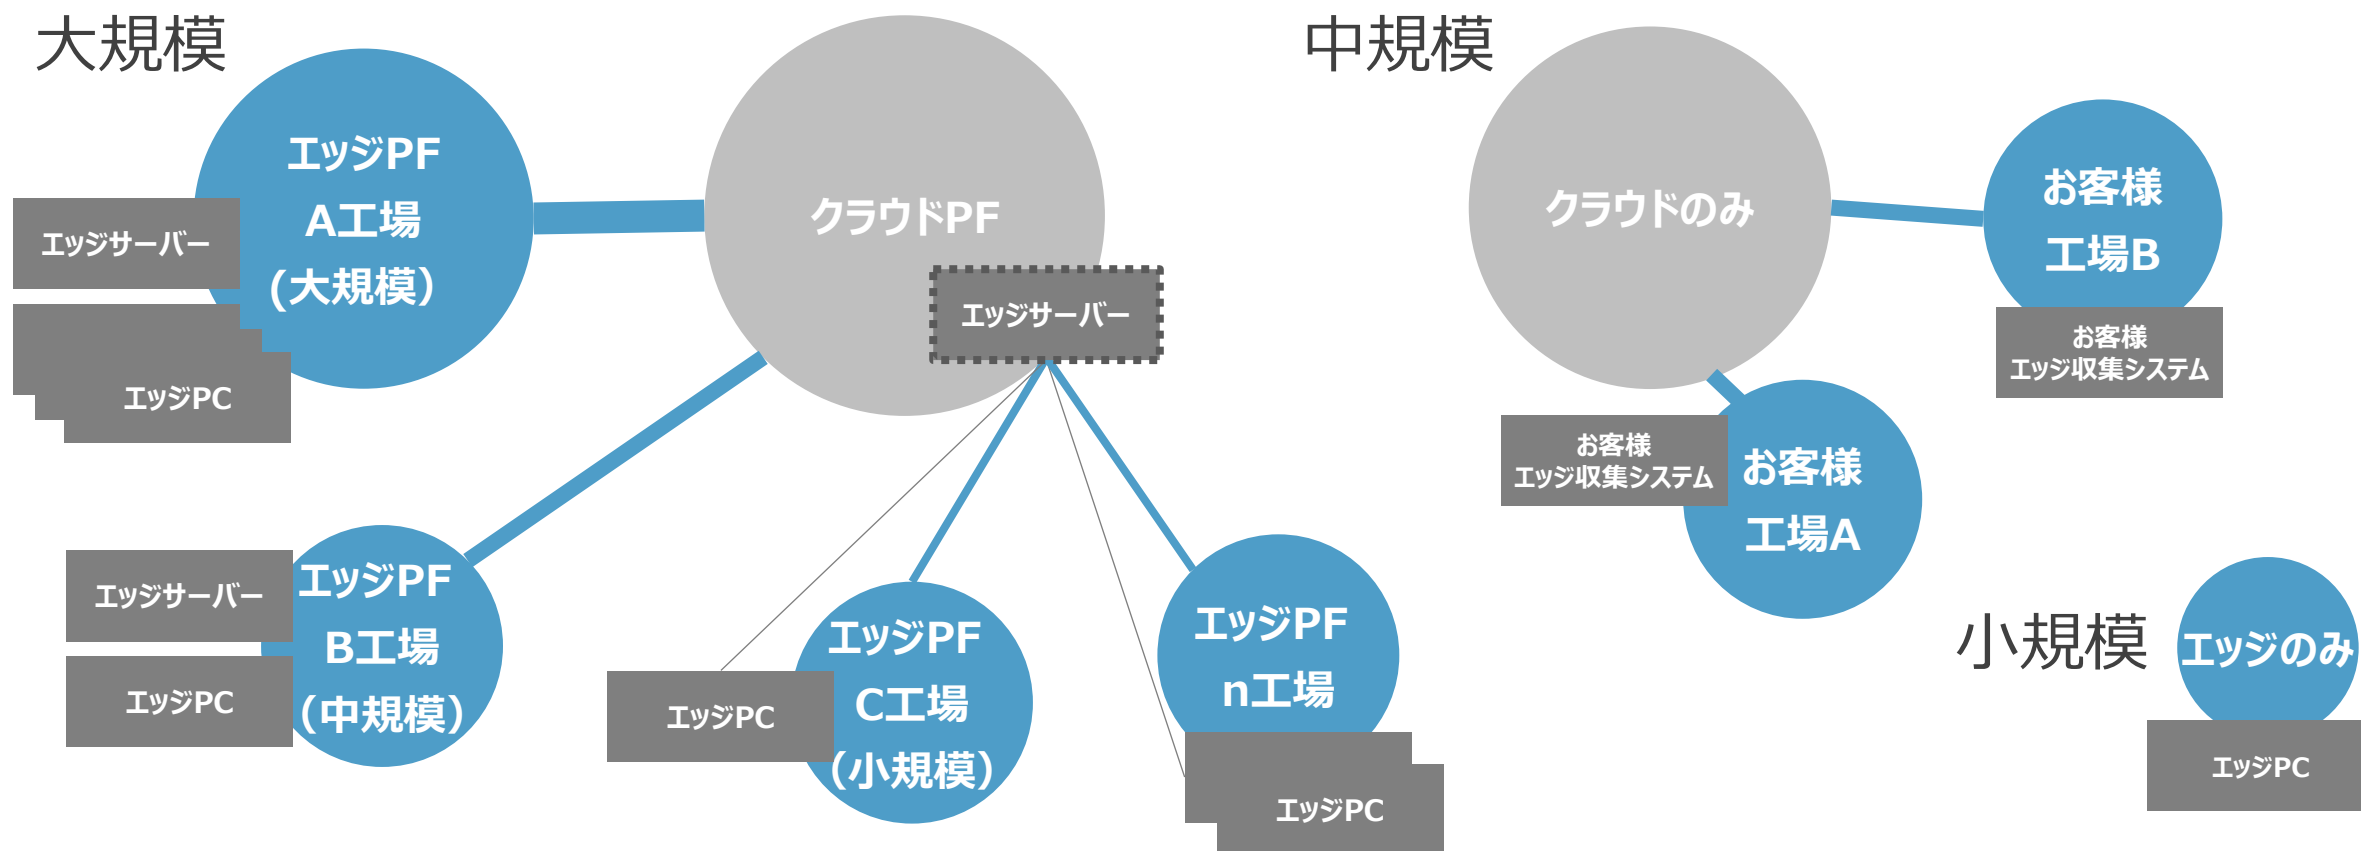 大規模
エッジPF
A工場
(大規模）
エッジサーバー
エッジPC
クラウドPF
エッジサーバー
エッジPF
B工場
（中規模）
エッジサーバー
エッジPC
エッジPF
C工場
（小規模）
エッジPC
エッジPF
n工場
エッジPC
中規模
クラウドのみ
お客様
工場B
お客様
エッジ収集システム
お客様
エッジ収集システム
お客様
工場A
小規模
エッジのみ
エッジPC